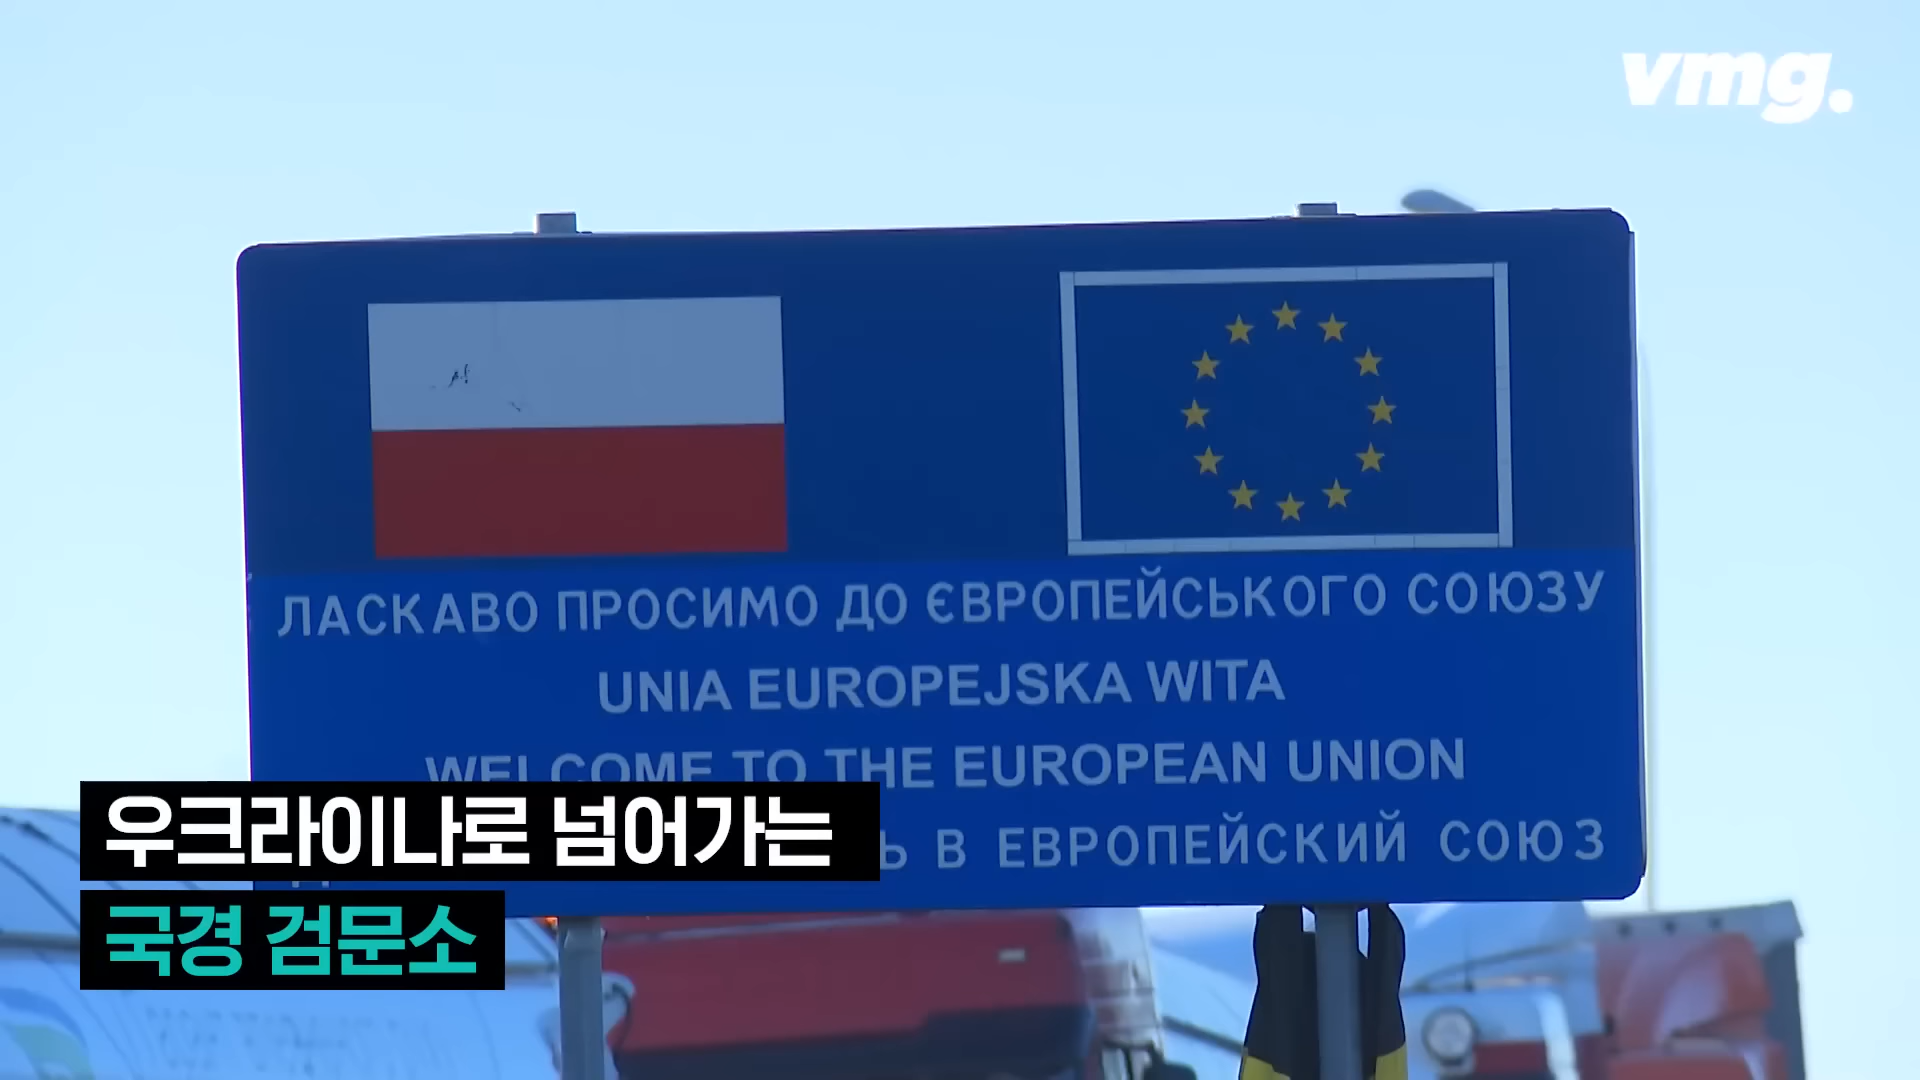 vmg.
ЛАСКАВО ПРОСИМО ДО ЄВРОПЕЙСЬКОГО СОЮЗУ
UNIA EUROPEJSKA WITA
WELCOME TO THE EUROPEAN UNION
В ЕВРОПЕЙСКИЙ СОЮЗ
우크라이나로 넘어가는
국경 검문소